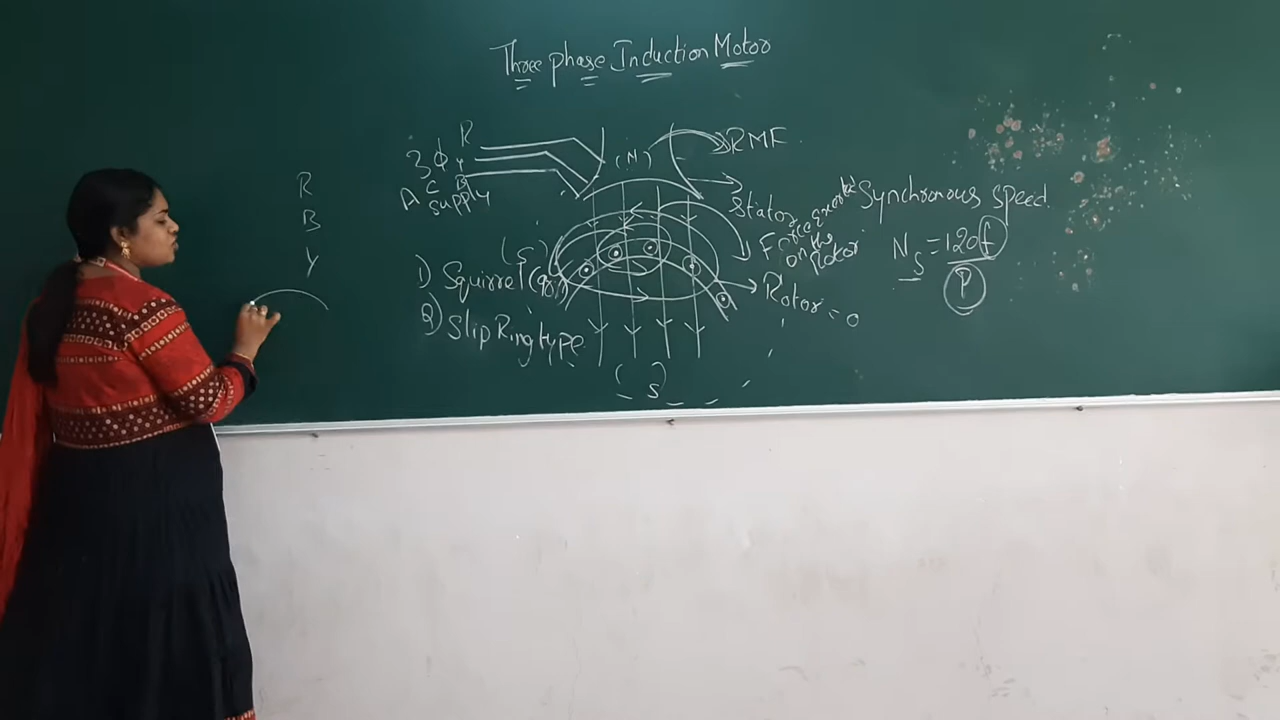 Three phase Induction Motor
R
3ϕ Y
A C B
supply
(N)
RMF
Stator
Force exerted
on the
Rotor
Rotor = 0
(S)
1) Squirrel
2) Slip Ring type
(S)
Synchronous speed
Ns = 120f
P
R
B
Y